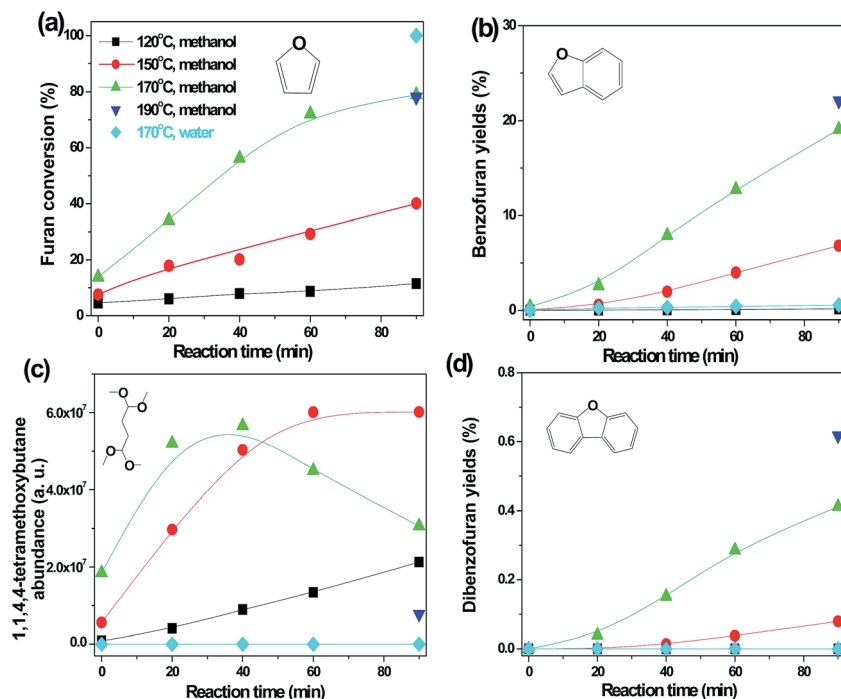 (a)
Furan conversion (%)
100
80
60
40
20
0
120°C, methanol
150°C, methanol
170°C, methanol
190°C, methanol
170°C, water
O
0 20 40 60 80
Reaction time (min)
(b)
Benzofuran yields (%)
30
20
10
0
O
0 20 40 60 80
Reaction time (min)
(c)
1,1,4,4-tetramethoxybutane
abundance (a. u.)
6.0x10⁷
4.0x10⁷
2.0x10⁷
0.0
O O
O O
0 20 40 60 80
Reaction time (min)
(d)
Dibenzofuran yields (%)
0.8
0.6
0.4
0.2
0.0
O
0 20 40 60 80
Reaction time (min)